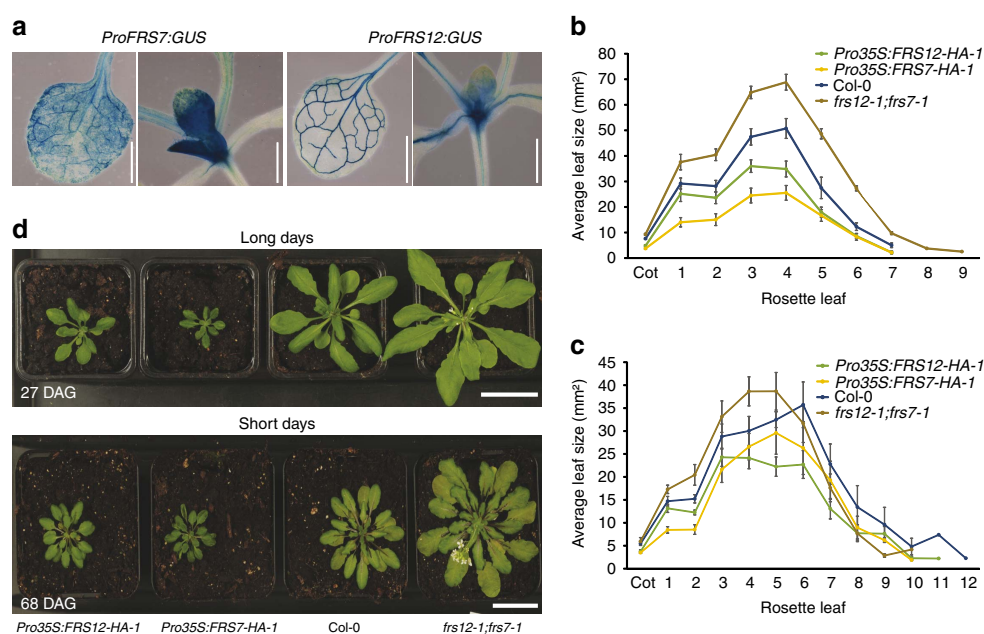 a
ProFRS7:GUS
ProFRS12:GUS
b
80
70
60
50
40
30
20
10
0
Average leaf size (mm²)
Pro35S:FRS12-HA-1
Pro35S:FRS7-HA-1
Col-0
frs12-1;frs7-1
Cot 1 2 3 4 5 6 7 8 9
Rosette leaf
d
Long days
27 DAG
Short days
68 DAG
Pro35S:FRS12-HA-1 Pro35S:FRS7-HA-1 Col-0 frs12-1;frs7-1
c
45
40
35
30
25
20
15
10
5
0
Average leaf size (mm²)
Pro35S:FRS12-HA-1
Pro35S:FRS7-HA-1
Col-0
frs12-1;frs7-1
Cot 1 2 3 4 5 6 7 8 9 10 11 12
Rosette leaf